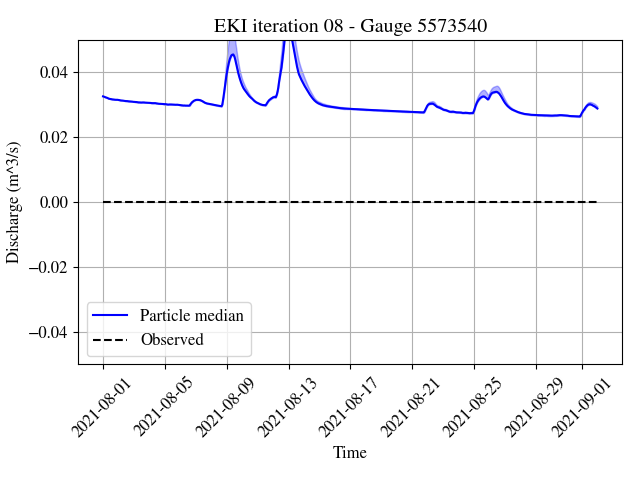 EKI iteration 08 - Gauge 5573540
Discharge (m^3/s)
0.04
0.02
0.00
−0.02
−0.04
Particle median
Observed
2021-08-01
2021-08-05
2021-08-09
2021-08-13
2021-08-17
2021-08-21
2021-08-25
2021-08-29
2021-09-01
Time